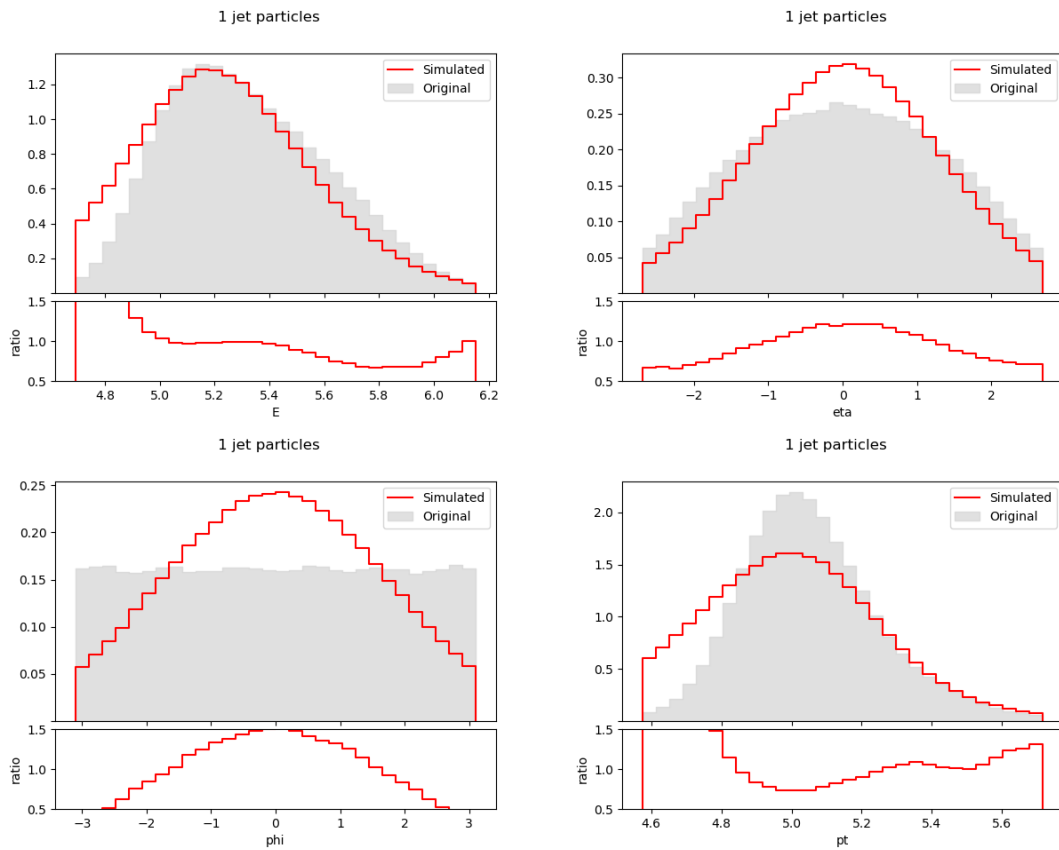 1 jet particles
Simulated
Original
1.2
1.0
0.8
0.6
0.4
0.2
1.5
1.0
0.5
ratio
4.8 5.0 5.2 5.4 5.6 5.8 6.0 6.2
E
1 jet particles
Simulated
Original
0.30
0.25
0.20
0.15
0.10
0.05
1.5
1.0
0.5
ratio
−2 −1 0 1 2
eta
1 jet particles
Simulated
Original
0.25
0.20
0.15
0.10
0.05
1.5
1.0
0.5
ratio
−3 −2 −1 0 1 2 3
phi
1 jet particles
Simulated
Original
2.0
1.5
1.0
0.5
1.5
1.0
0.5
ratio
4.6 4.8 5.0 5.2 5.4 5.6
pt